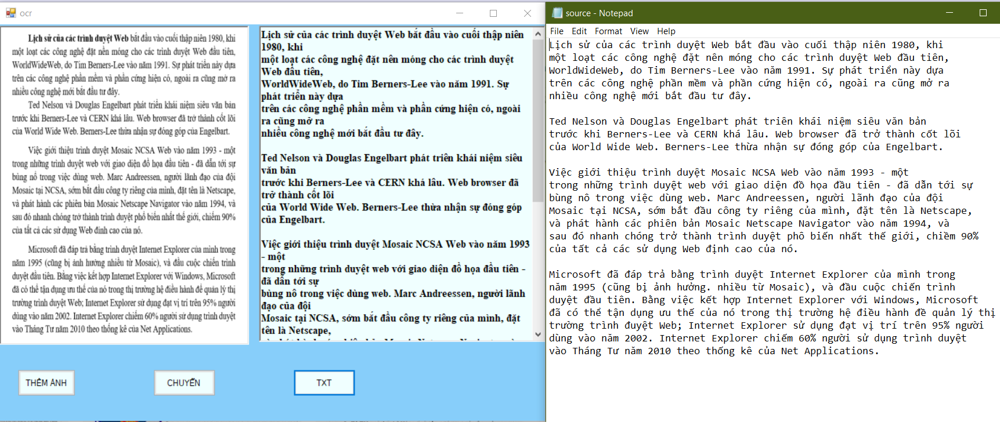 ocr
Lịch sử của các trình duyệt Web bắt đầu vào cuối thập niên 1980, khi
một loạt các công nghệ đặt nền móng cho các trình duyệt Web đầu tiên,
WorldWideWeb, do Tim Berners-Lee vào năm 1991. Sự phát triển này dựa
trên các công nghệ phần mềm và phần cứng hiện có, ngoài ra cũng mở ra
nhiều công nghệ mới bắt đầu tư đây.
Ted Nelson và Douglas Engelbart phát triển khái niệm siêu văn bản
trước khi Berners-Lee và CERN khá lâu. Web browser đã trở thành cốt lõi
của World Wide Web. Berners-Lee thừa nhận sự đóng góp của Engelbart.
Việc giới thiệu trình duyệt Mosaic NCSA Web vào năm 1993 - một
trong những trình duyệt web với giao diện đồ họa đầu tiên - đã dẫn tới sự
bùng nổ trong việc dùng web. Marc Andreessen, người lãnh đạo của đội
Mosaic tại NCSA, sớm bắt đầu công ty riêng của mình, đặt tên là Netscape,
và phát hành các phiên bản Mosaic Netscape Navigator vào năm 1994, và
sau đó nhanh chóng trở thành trình duyệt phổ biến nhất thế giới, chiếm 90%
của tất cả các sử dụng Web đỉnh cao của nó.
Microsoft đã đáp trả bằng trình duyệt Internet Explorer của mình trong
năm 1995 (cũng bị ảnh hưởng nhiều từ Mosaic), và đầu cuộc chiến trình
duyệt đầu tiên. Bằng việc kết hợp Internet Explorer với Windows, Microsoft
đã có thể tận dụng ưu thế của nó trong thị trường hệ điều hành để quản lý thị
trường trình duyệt Web; Internet Explorer sử dụng đạt vị trí trên 95% người
dùng vào năm 2002. Internet Explorer chiếm 60% người sử dụng trình duyệt
vào Tháng Tư năm 2010 theo thống kê của Net Applications.
Lịch sử của các trình duyệt Web bắt đầu vào cuối thập niên
1980, khi
một loạt các công nghệ đặt nên móng cho các trình duyệt
Web đầu tiên,
WorldWideWeb, do Tim Berners-Lee vào năm 1991. Sự
phát triển này dựa
trên các công nghệ phần mềm và phần cứng hiện có, ngoài
ra cũng mở ra
nhiều công nghệ mới bắt đầu tư đây.
Ted Nelson và Douglas Engelbart phát triên khái niệm siêu
văn bản
trước khi Berners-Lee và CERN khá lâu. Web browser đã
trở thành cốt lõi
của World Wide Web. Berners-Lee thừa nhận sự đóng góp
của Engelbart.
Việc giới thiệu trình duyệt Mosaic NCSA Web vào năm 1993
- một
trong những trình duyệt web với giao diện đồ họa đầu tiên -
đã dẫn tới sự
bùng nô trong việc dùng web. Marc Andreessen, người lãnh
đạo của đội
Mosaic tại NCSA, sớm bắt đầu công ty riêng của mình, đặt
tên là Netscape,
THÊM ẢNH
CHUYỂN
TXT
source - Notepad
File Edit Format View Help
Lịch sử của các trình duyệt Web bắt đầu vào cuối thập niên 1980, khi
một loạt các công nghệ đặt nên móng cho các trình duyệt Web đầu tiên,
WorldWideWeb, do Tim Berners-Lee vào năm 1991. Sự phát triển này dựa
trên các công nghệ phần mềm và phần cứng hiện có, ngoài ra cũng mở ra
nhiều công nghệ mới bắt đầu tư đây.
Ted Nelson và Douglas Engelbart phát triên khái niệm siêu văn bản
trước khi Berners-Lee và CERN khá lâu. Web browser đã trở thành cốt lõi
của World Wide Web. Berners-Lee thừa nhận sự đóng góp của Engelbart.
Việc giới thiệu trình duyệt Mosaic NCSA Web vào năm 1993 - một
trong những trình duyệt web với giao diện đồ họa đầu tiên - đã dẫn tới sự
bùng nô trong việc dùng web. Marc Andreessen, người lãnh đạo của đội
Mosaic tại NCSA, sớm bắt đầu công ty riêng của mình, đặt tên là Netscape,
và phát hành các phiên bản Mosaic Netscape Navigator vào năm 1994, và
sau đó nhanh chóng trở thành trình duyệt phô biến nhất thế giới, chiềm 90%
của tất cả các sử dụng Web định cao của nó.
Microsoft đã đáp trả bằng trình duyệt Internet Explorer của mình trong
năm 1995 (cũng bị ảnh hưởng. nhiều từ Mosaic), và đầu cuộc chiến trình
duyệt đầu tiên. Bằng việc kết hợp Internet Explorer với Windows, Microsoft
đã có thể tận dụng ưu thế của nó trong thị trường hệ điều hành đề quản lý thị
trường trình đuyệt Web; Internet Explorer sử dụng đạt vị trí trên 95% người
dùng vào năm 2002. Internet Explorer chiếm 60% người sử dụng trình duyệt
vào Tháng Tư năm 2010 theo thống kê của Net Applications.